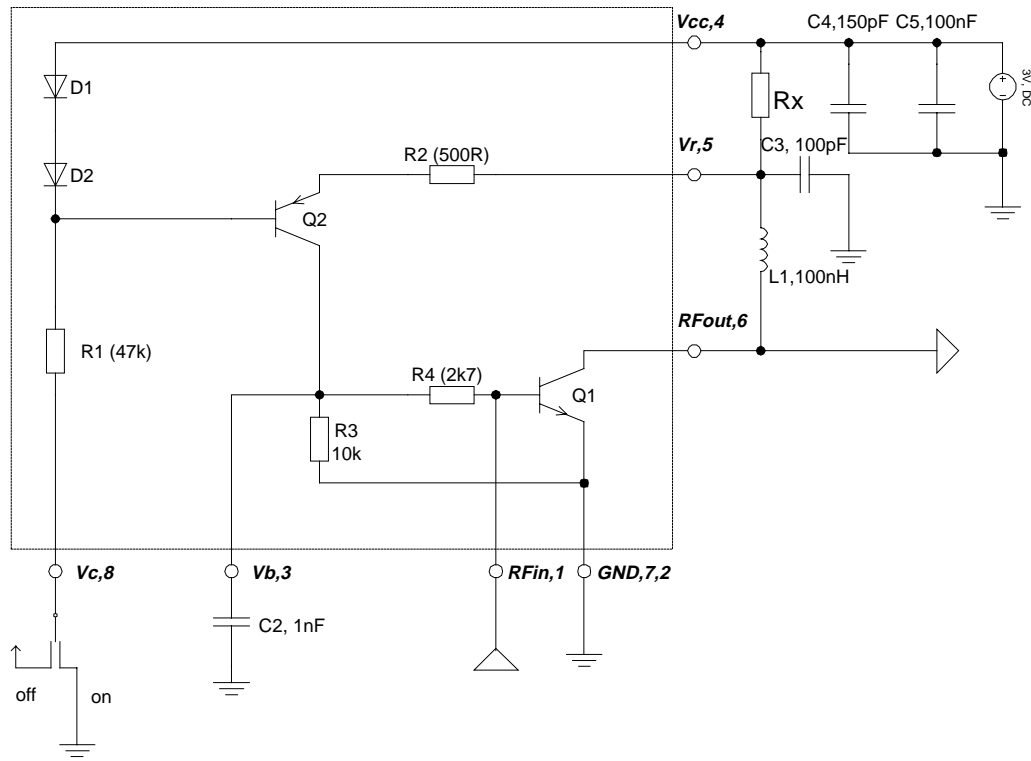 Vcc,4
C4,150pF
C5,100nF
D1
Rx
3V, DC
+
−
R2 (500R)
Vr,5
C3, 100pF
D2
Q2
L1,100nH
RFout,6
R1 (47k)
R4 (2k7)
Q1
R3
10k
Vc,8
Vb,3
RFin,1
GND,7,2
C2, 1nF
off
on